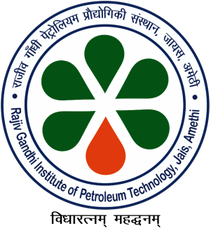 राजीव गाँधी पेट्रोलियम प्रौद्योगिकी संस्थान, जायस, अमेठी
Rajiv Gandhi Institute of Petroleum Technology, Jais, Amethi
विधारत्नम् महद्धनम्